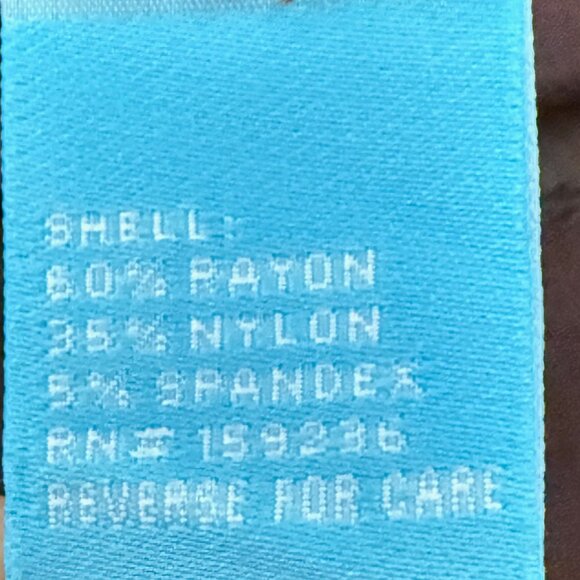 SHELL:
60% RAYON
35% NYLON
5% SPANDEX
RN# 159236
REVERSE FOR CARE